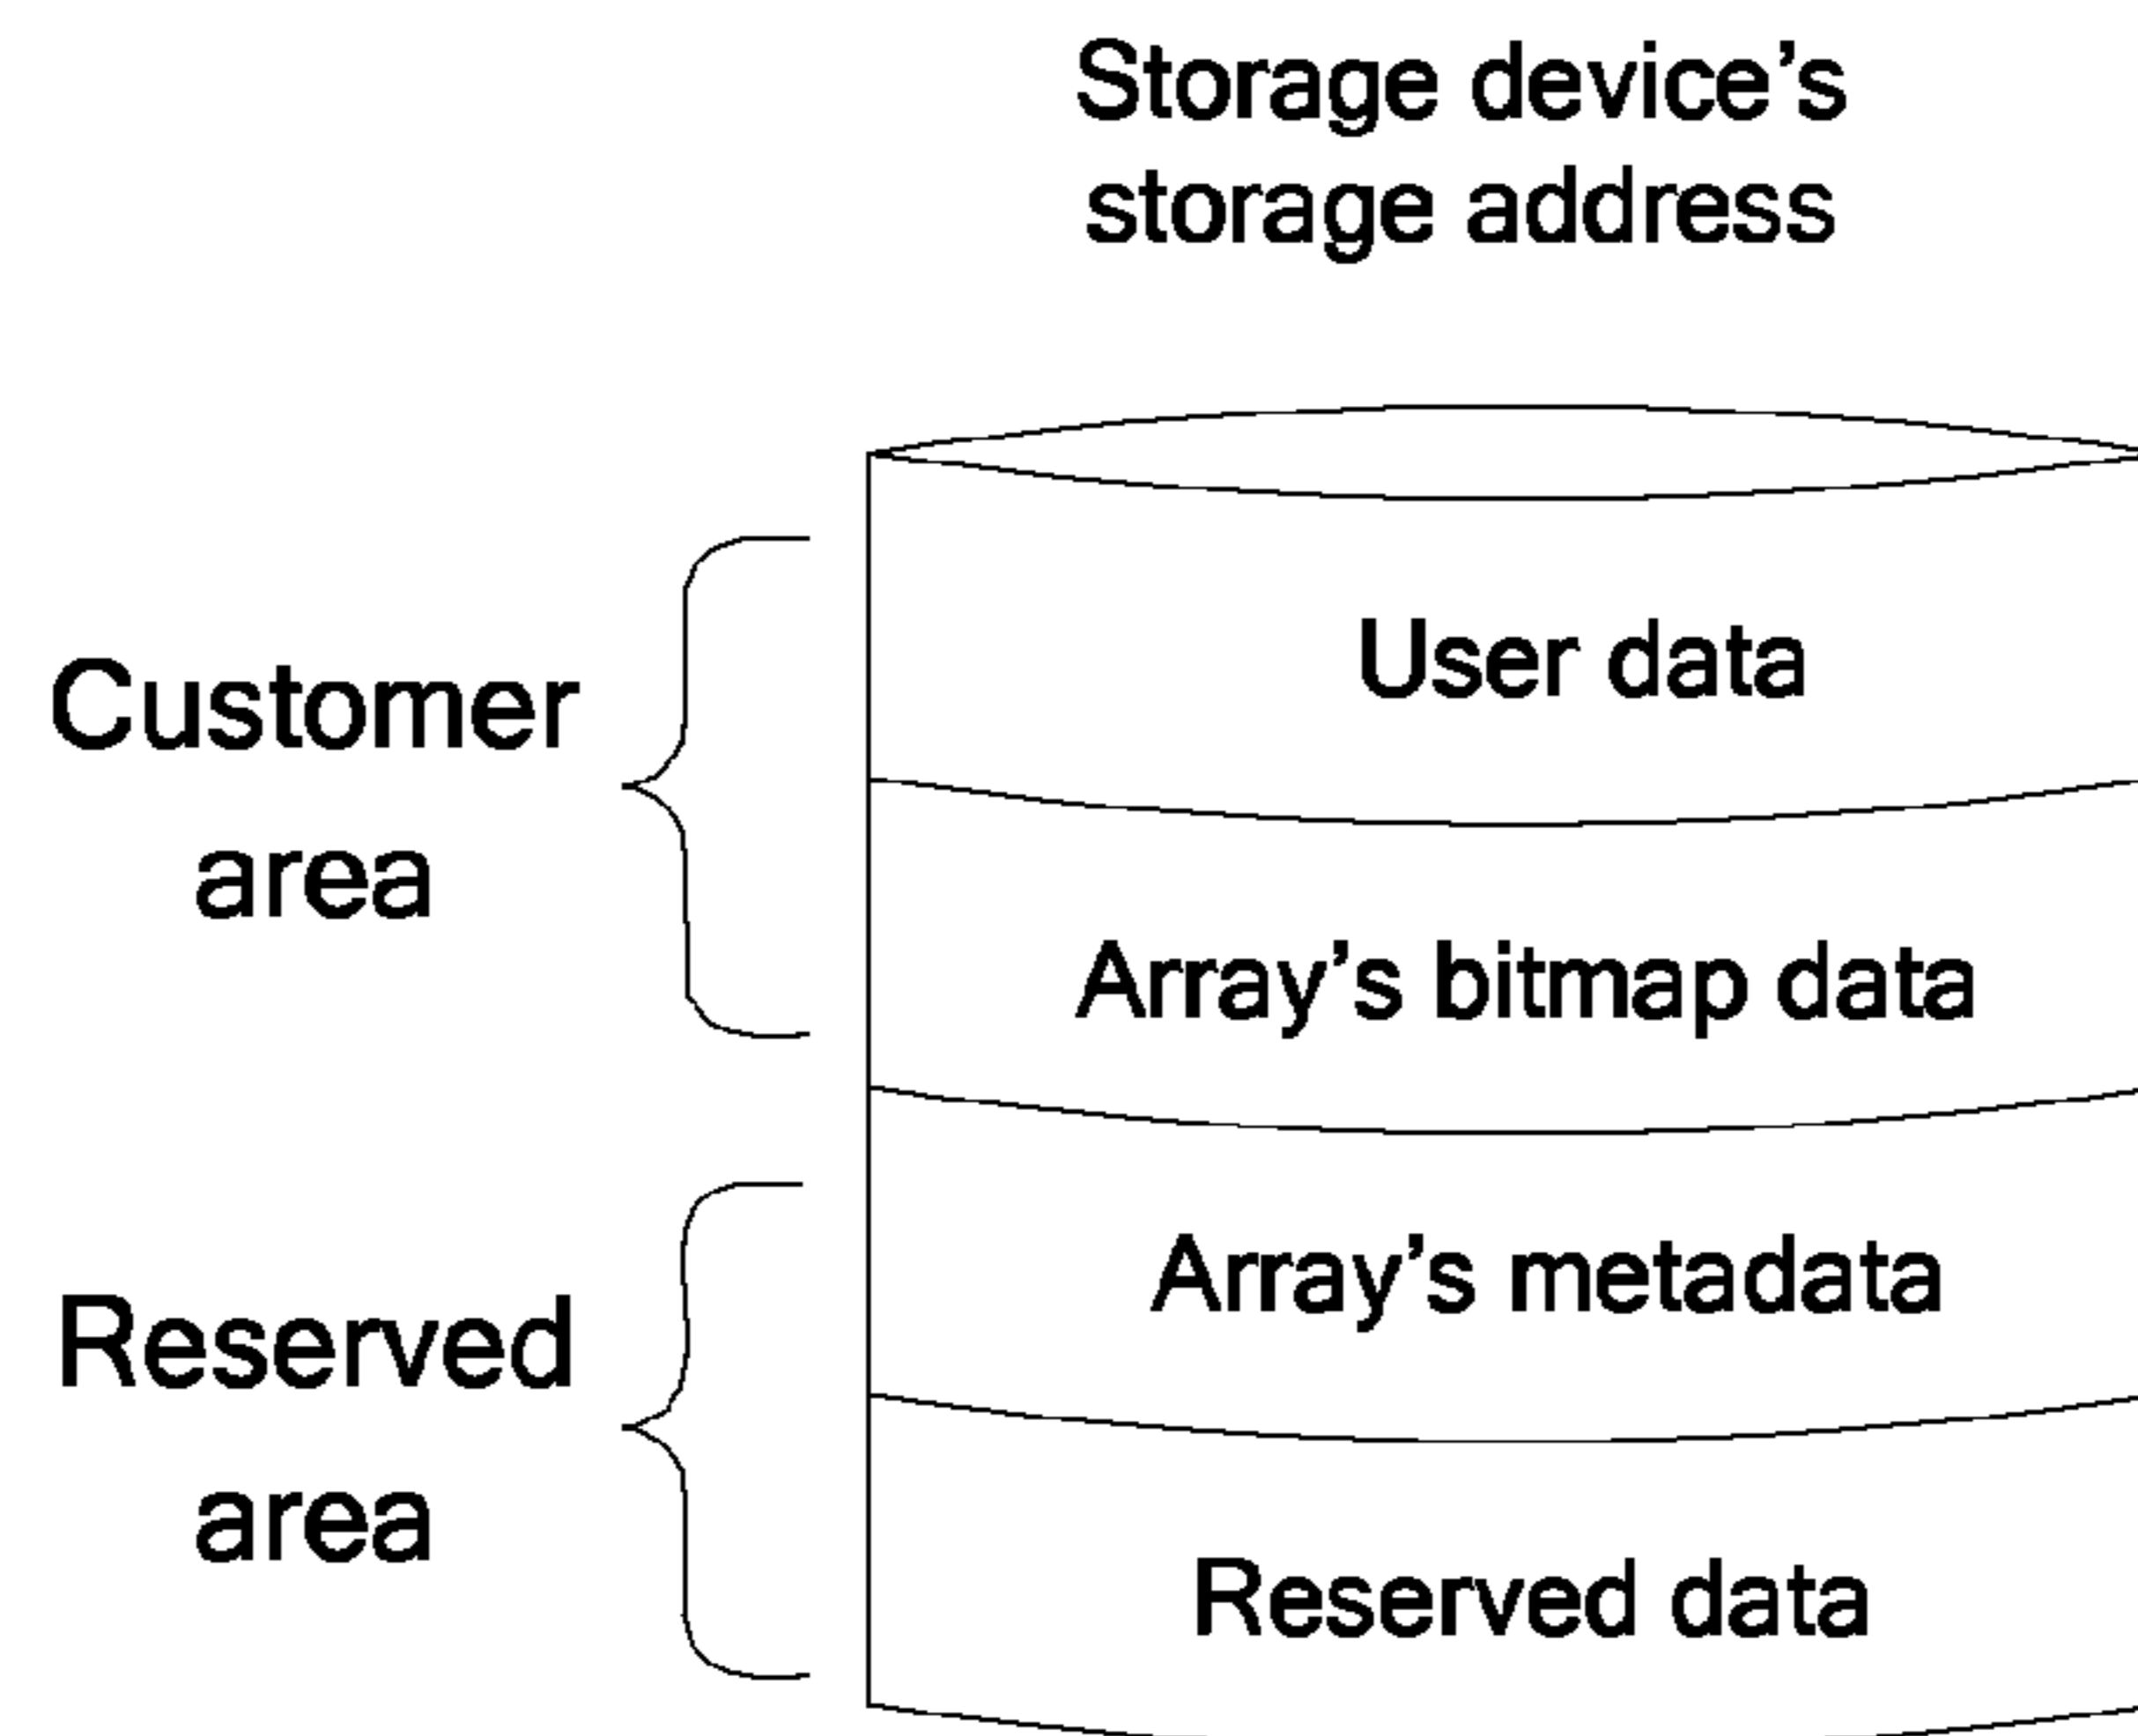 Storage device’s
storage address
Customer
area
User data
Array’s bitmap data
Reserved
area
Array’s metadata
Reserved data